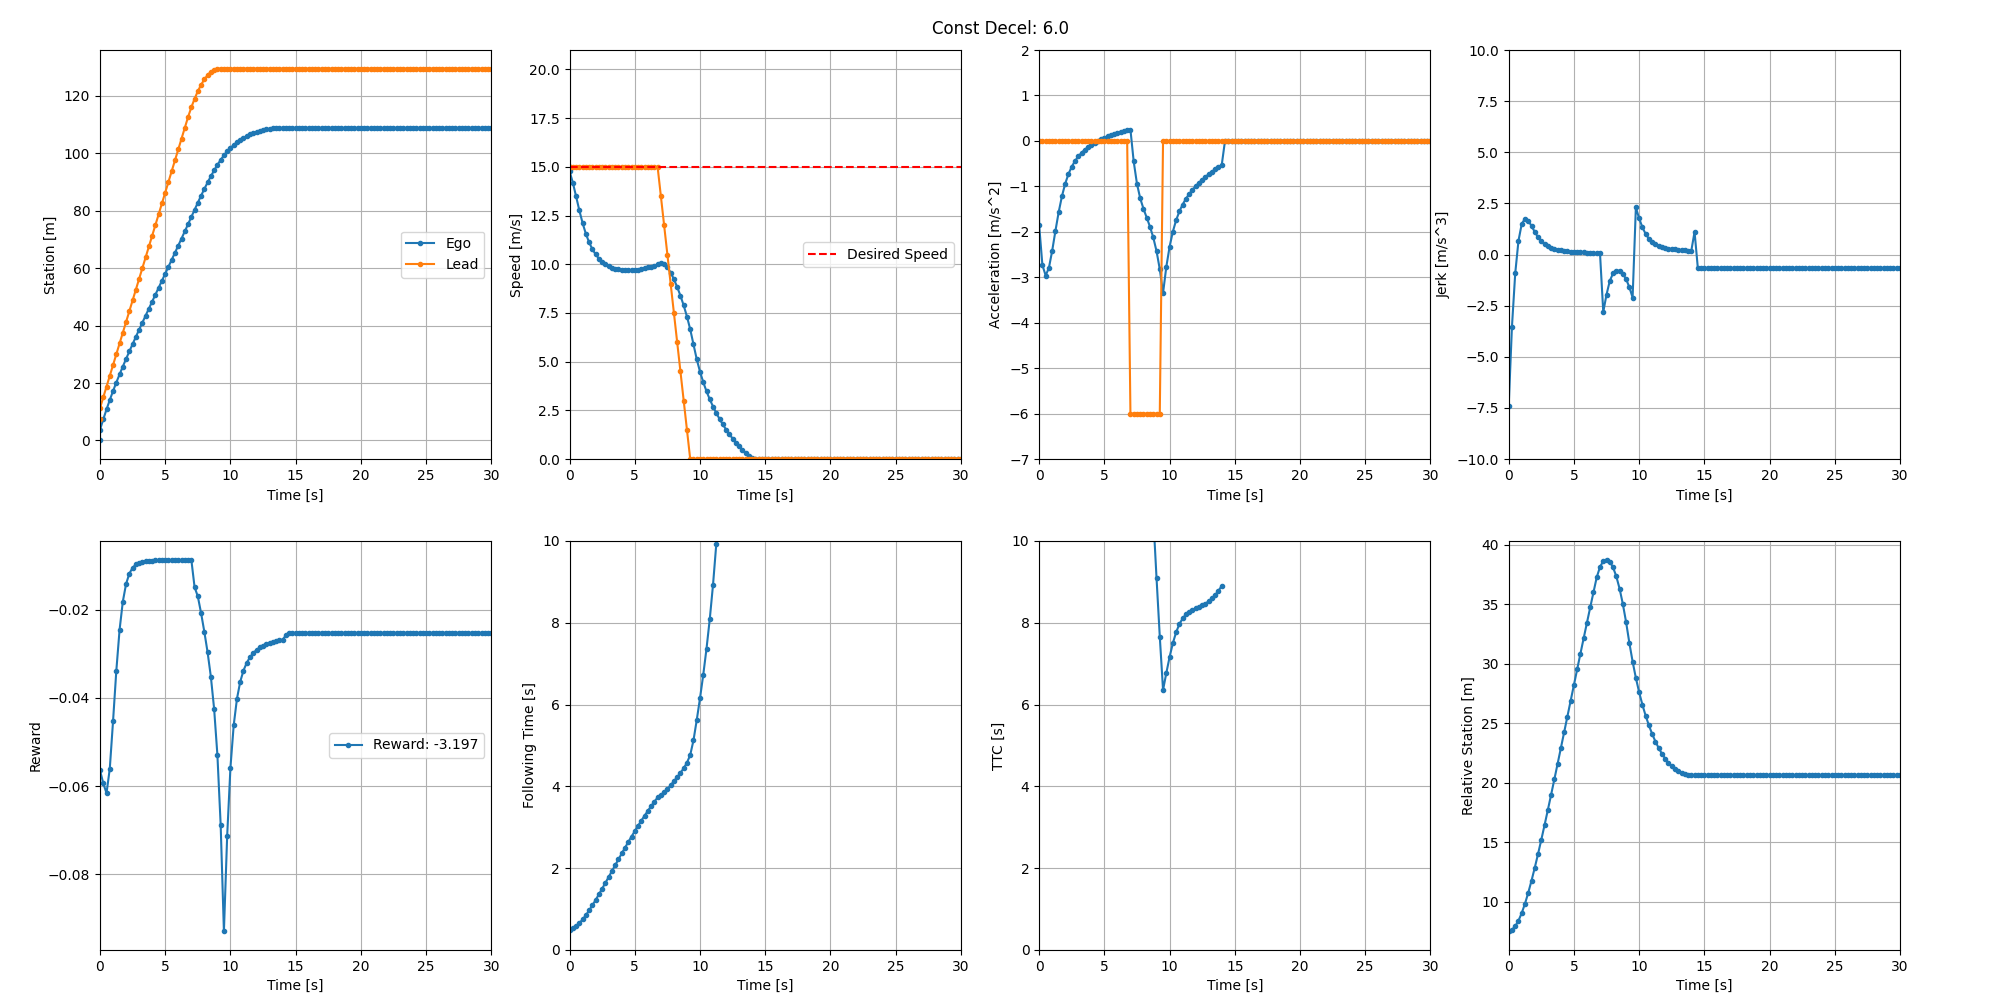 Const Decel: 6.0
Station [m]
120
100
80
60
40
20
0
Ego
Lead
0 5 10 15 20 25 30
Time [s]
Speed [m/s]
20.0
17.5
15.0
12.5
10.0
7.5
5.0
2.5
0.0
Desired Speed
0 5 10 15 20 25 30
Time [s]
Acceleration [m/s^2]
2
1
0
−1
−2
−3
−4
−5
−6
−7
0 5 10 15 20 25 30
Time [s]
Jerk [m/s^3]
10.0
7.5
5.0
2.5
0.0
−2.5
−5.0
−7.5
−10.0
0 5 10 15 20 25 30
Time [s]
Reward
−0.02
−0.04
−0.06
−0.08
Reward: -3.197
0 5 10 15 20 25 30
Time [s]
Following Time [s]
10
8
6
4
2
0
0 5 10 15 20 25 30
Time [s]
TTC [s]
10
8
6
4
2
0
0 5 10 15 20 25 30
Time [s]
Relative Station [m]
40
35
30
25
20
15
10
0 5 10 15 20 25 30
Time [s]